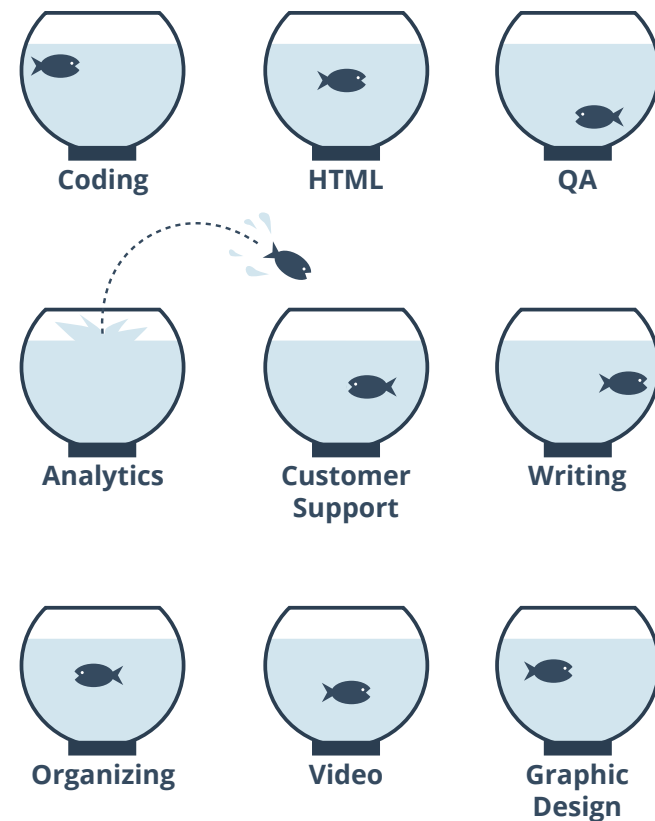 Coding
HTML
QA
Analytics
Customer
Support
Writing
Organizing
Video
Graphic
Design